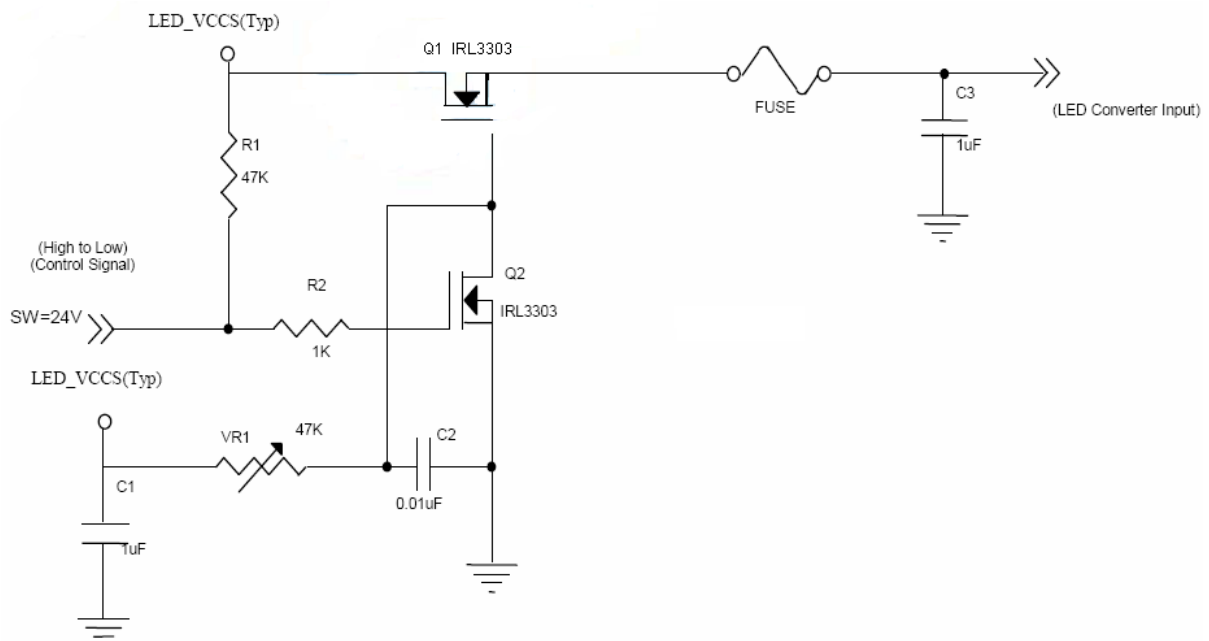 LED_VCCS(Typ)
Q1 IRL3303
FUSE
C3
1uF
(LED Converter Input)
R1
47K
(High to Low)
(Control Signal)
SW=24V
R2
1K
Q2
IRL3303
LED_VCCS(Typ)
VR1
47K
C2
0.01uF
C1
1uF